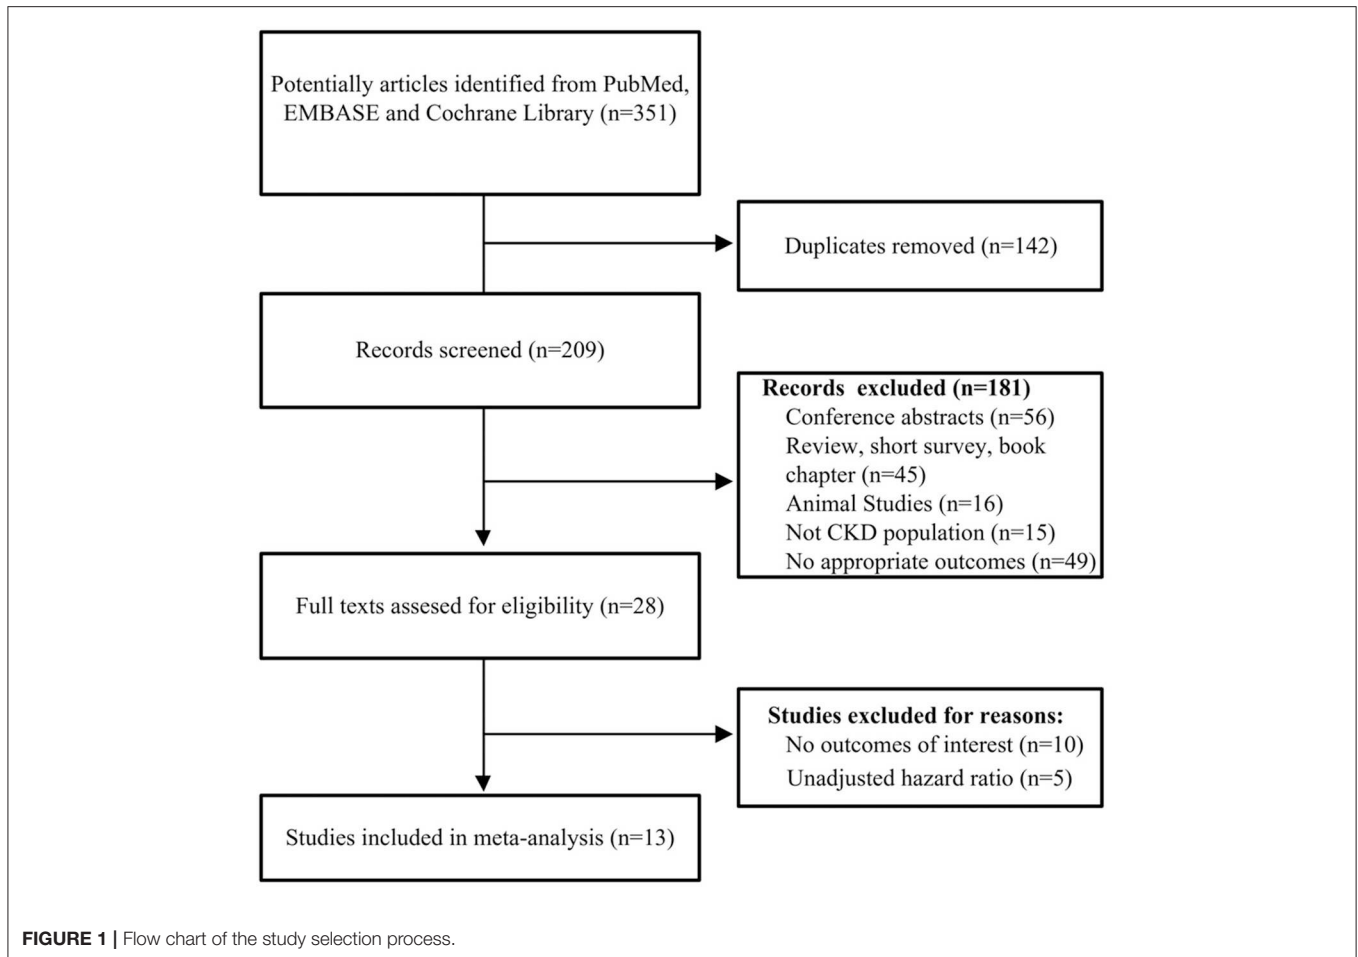 Potentially articles identified from PubMed,
EMBASE and Cochrane Library (n=351)
Duplicates removed (n=142)
Records screened (n=209)
Records excluded (n=181)
Conference abstracts (n=56)
Review, short survey, book
chapter (n=45)
Animal Studies (n=16)
Not CKD population (n=15)
No appropriate outcomes (n=49)
Full texts assesed for eligibility (n=28)
Studies excluded for reasons:
No outcomes of interest (n=10)
Unadjusted hazard ratio (n=5)
Studies included in meta-analysis (n=13)
FIGURE 1 | Flow chart of the study selection process.